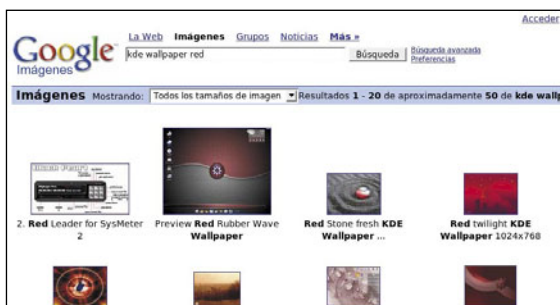 Acceder
La Web Imágenes Grupos Noticias Más »
Google
Imágenes
kde wallpaper red
Búsqueda
Búsqueda avanzada
Preferencias
Imágenes Mostrando: Todos los tamaños de imagen Resultados 1 - 20 de aproximadamente 50 de kde wallp
2. Red Leader for SysMeter
2
Preview Red Rubber Wave
Wallpaper
Red Stone fresh KDE
Wallpaper ...
Red twilight KDE
Wallpaper 1024x768